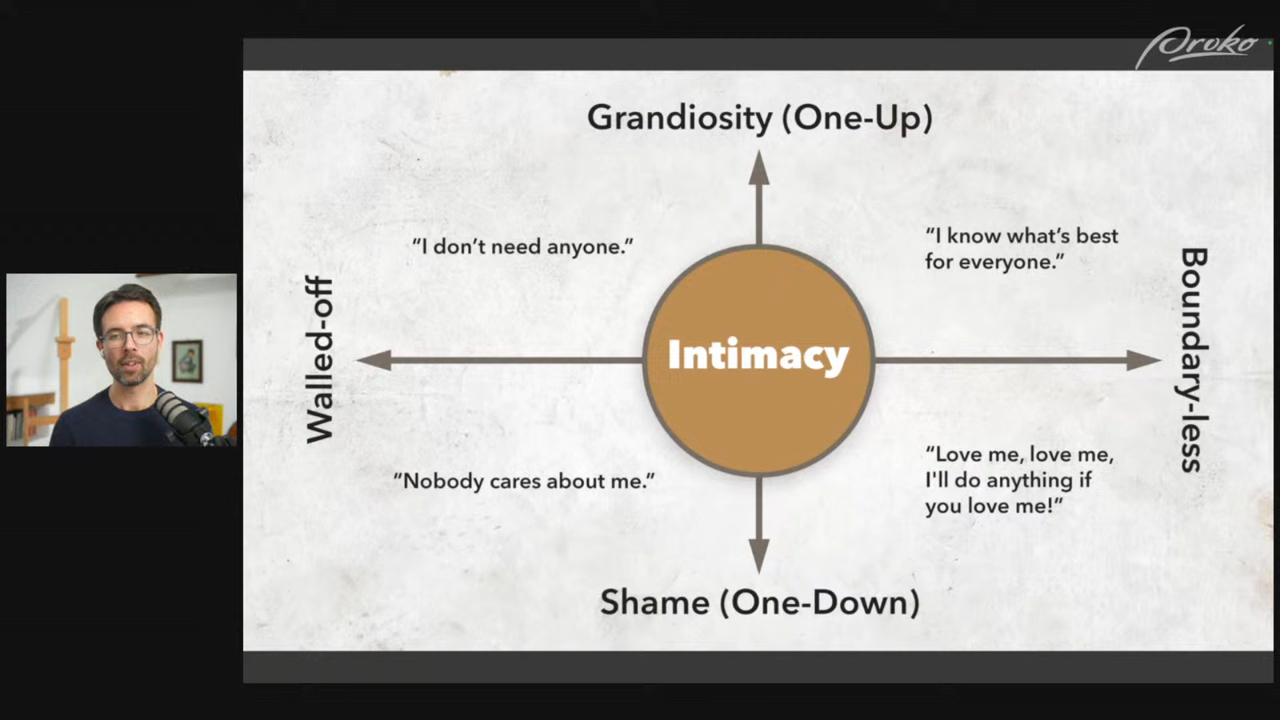 Proko
Grandiosity (One-Up)
“I don’t need anyone.”
“I know what’s best
for everyone.”
Walled-off
Intimacy
Boundary-less
“Nobody cares about me.”
“Love me, love me,
I'll do anything if
you love me!”
Shame (One-Down)